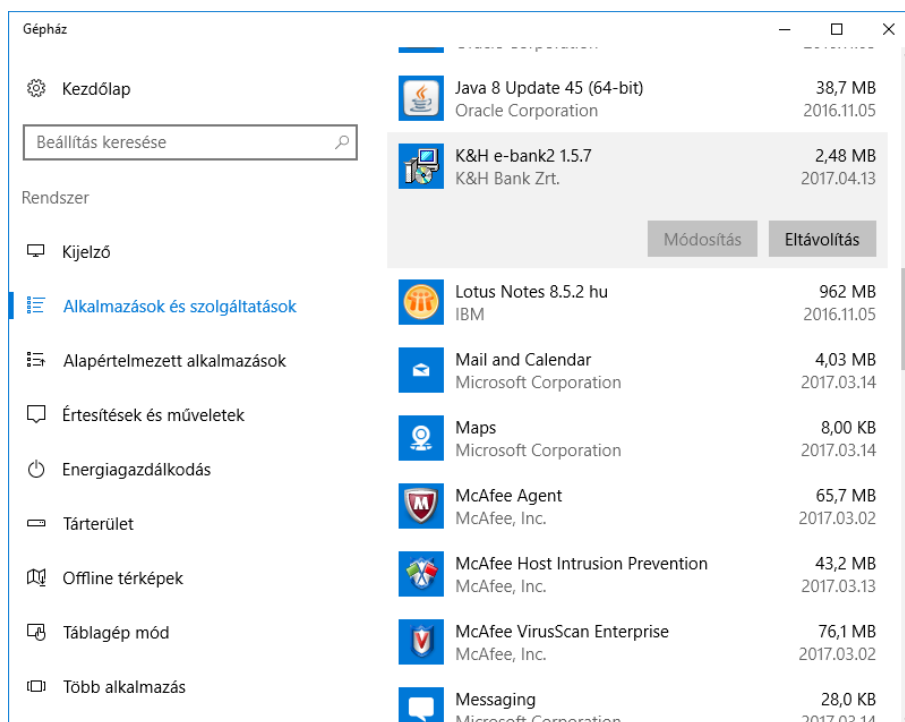 Gépház
Kezdőlap
Beállítás keresése
Rendszer
Kijelző
Alkalmazások és szolgáltatások
Alapértelmezett alkalmazások
Értesítések és műveletek
Energiagazdálkodás
Tárterület
Offline térképek
Táblagép mód
Több alkalmazás
Java 8 Update 45 (64-bit) 38,7 MB
Oracle Corporation 2016.11.05
K&H e-bank2 1.5.7 2,48 MB
K&H Bank Zrt. 2017.04.13
Módosítás Eltávolítás
Lotus Notes 8.5.2 hu 962 MB
IBM 2016.11.05
Mail and Calendar 4,03 MB
Microsoft Corporation 2017.03.14
Maps 8,00 KB
Microsoft Corporation 2017.03.14
McAfee Agent 65,7 MB
McAfee, Inc. 2017.03.02
McAfee Host Intrusion Prevention 43,2 MB
McAfee, Inc. 2017.03.13
McAfee VirusScan Enterprise 76,1 MB
McAfee, Inc. 2017.03.02
Messaging 28,0 KB
Microsoft Corporation 2017.03.14